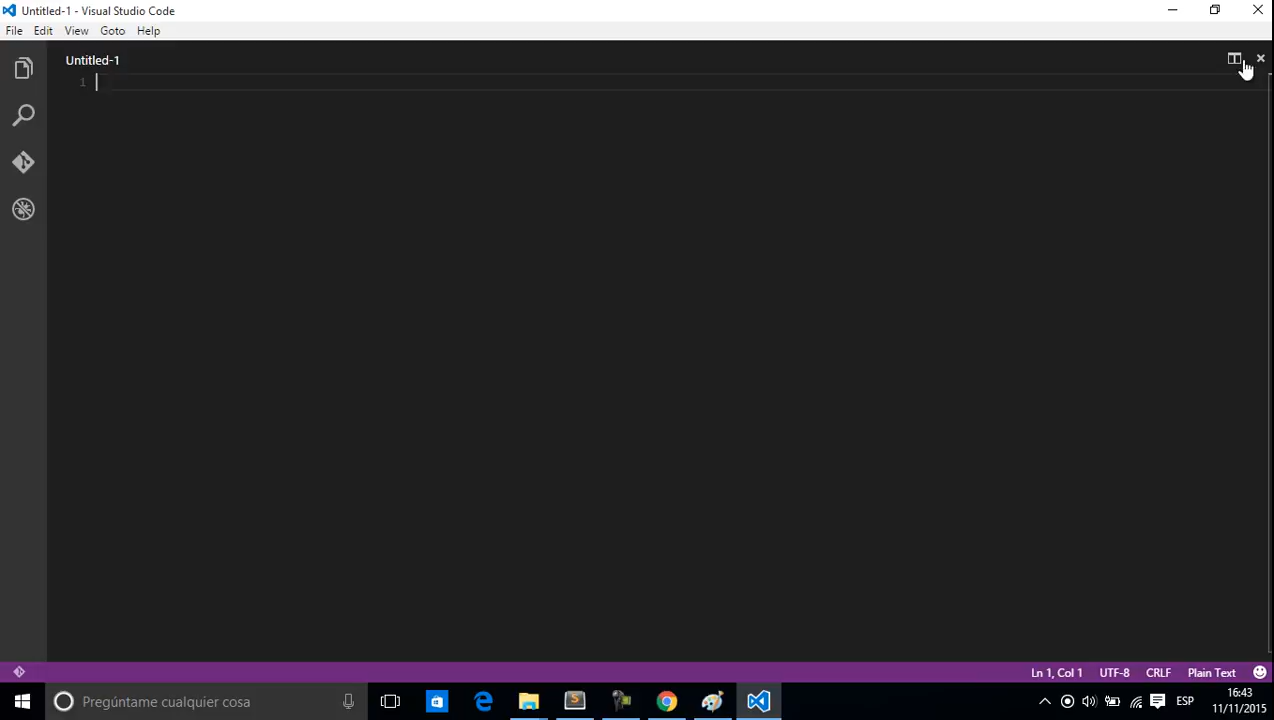 Untitled-1 - Visual Studio Code
File Edit View Goto Help
Untitled-1
1
Ln 1, Col 1 UTF-8 CRLF Plain Text
Pregúntame cualquier cosa
S
ESP
16:43
11/11/2015